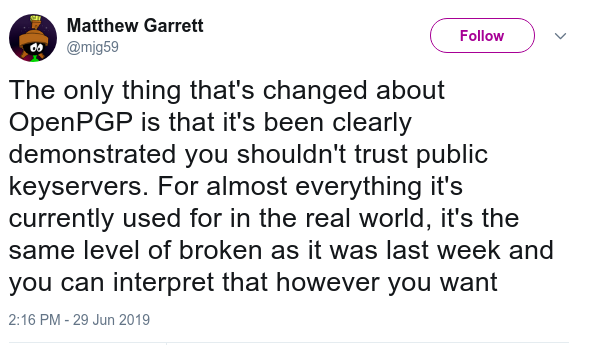 Matthew Garrett
@mjg59
Follow
The only thing that's changed about
OpenPGP is that it's been clearly
demonstrated you shouldn't trust public
keyservers. For almost everything it's
currently used for in the real world, it's the
same level of broken as it was last week and
you can interpret that however you want
2:16 PM - 29 Jun 2019